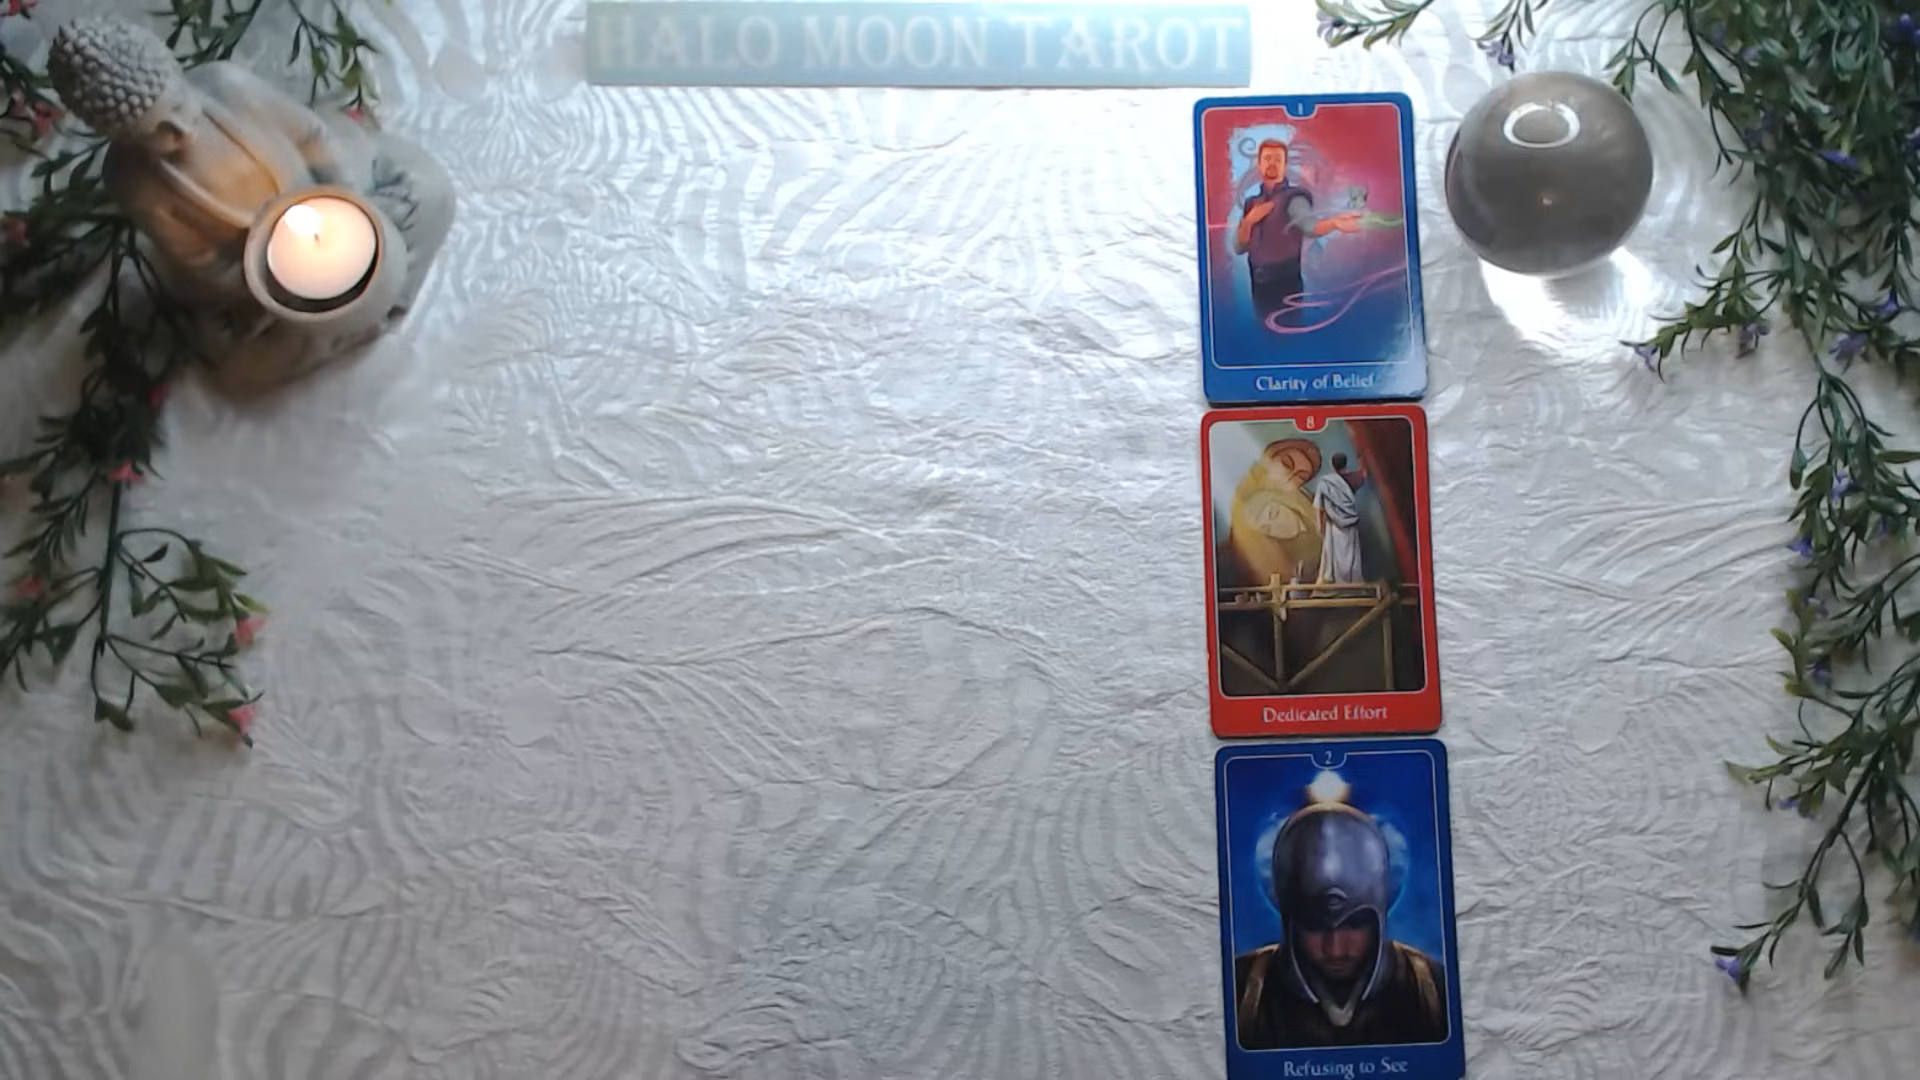 HALO MOON TAROT
1
Clarity of Belief
8
Dedicated Effort
2
Refusing to See